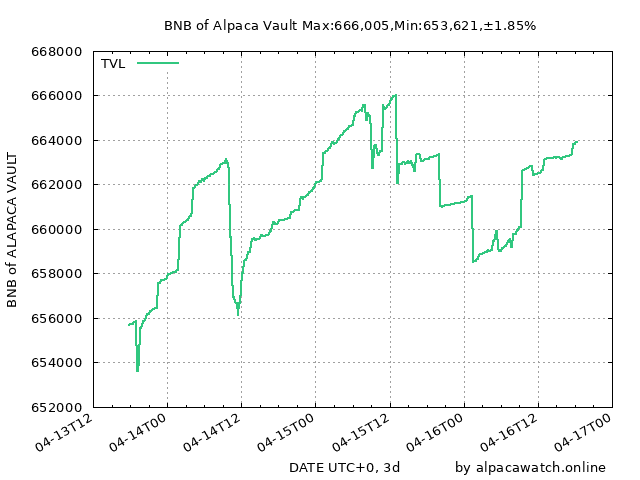 BNB of Alpaca Vault Max:666,005,Min:653,621,±1.85%
TVL
668000
666000
664000
662000
660000
658000
656000
654000
652000
BNB of ALAPACA VAULT
04-13T12
04-14T00
04-14T12
04-15T00
04-15T12
04-16T00
04-16T12
04-17T00
DATE UTC+0, 3d
by alpacawatch.online